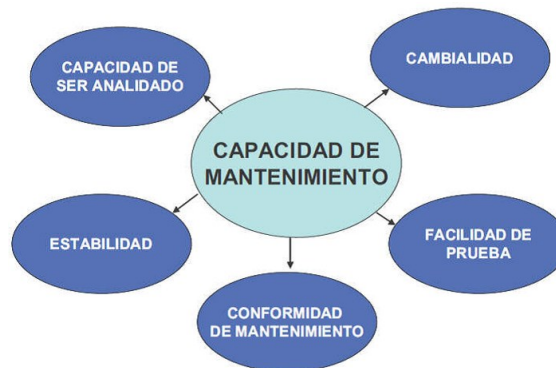 CAPACIDAD DE
SER ANALIDADO
CAMBIALIDAD
CAPACIDAD DE
MANTENIMIENTO
ESTABILIDAD
FACILIDAD DE
PRUEBA
CONFORMIDAD
DE MANTENIMIENTO